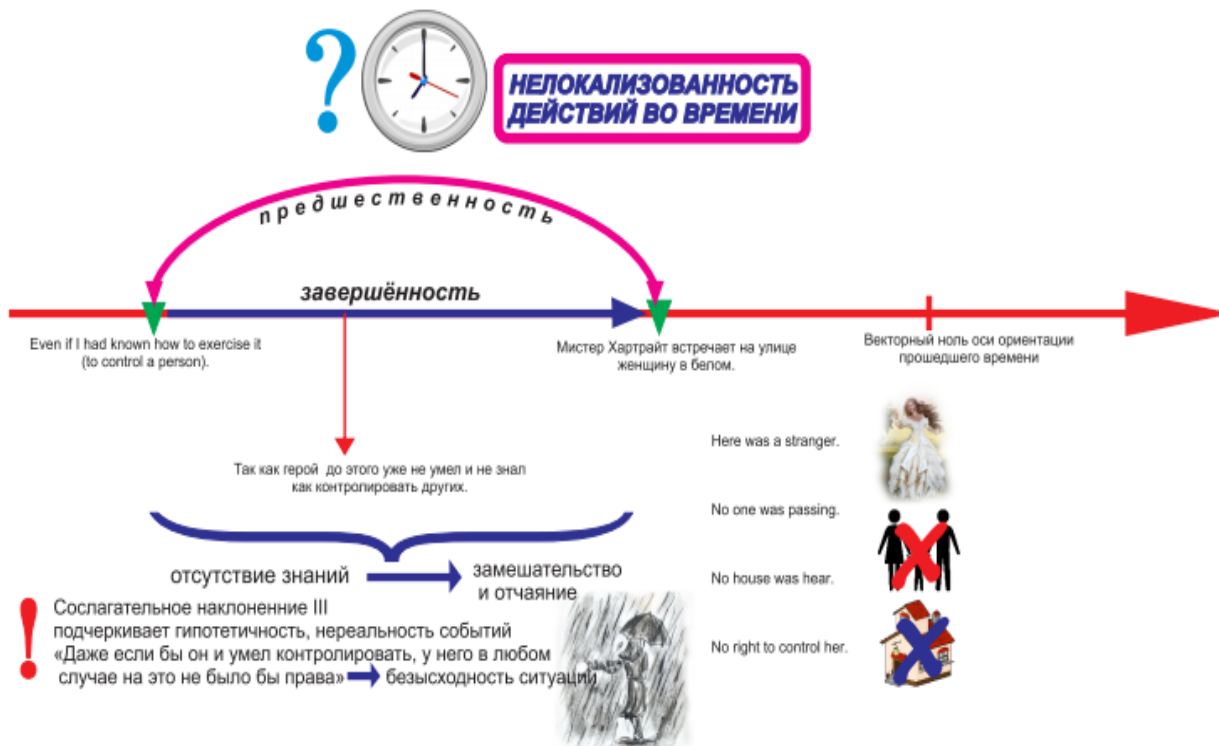 ?
НЕЛОКАЛИЗОВАННОСТЬ
ДЕЙСТВИЙ ВО ВРЕМЕНИ
предшественность
завершённость
Even if I had known how to exercise it
(to control a person).
Мистер Хартрайт встречает на улице
женщину в белом.
Векторный ноль оси ориентации
прошедшего времени
Так как герой до этого уже не умел и не знал
как контролировать других.
Here was a stranger.
No one was passing.
No house was hear.
No right to control her.
отсутствие знаний
замешательство
и отчаяние
!
Сослагательное наклоненние III
подчеркивает гипотетичность, нереальность событий
«Даже если бы он и умел контролировать, у него в любом
случае на это не было бы права»
безысходность ситуаций